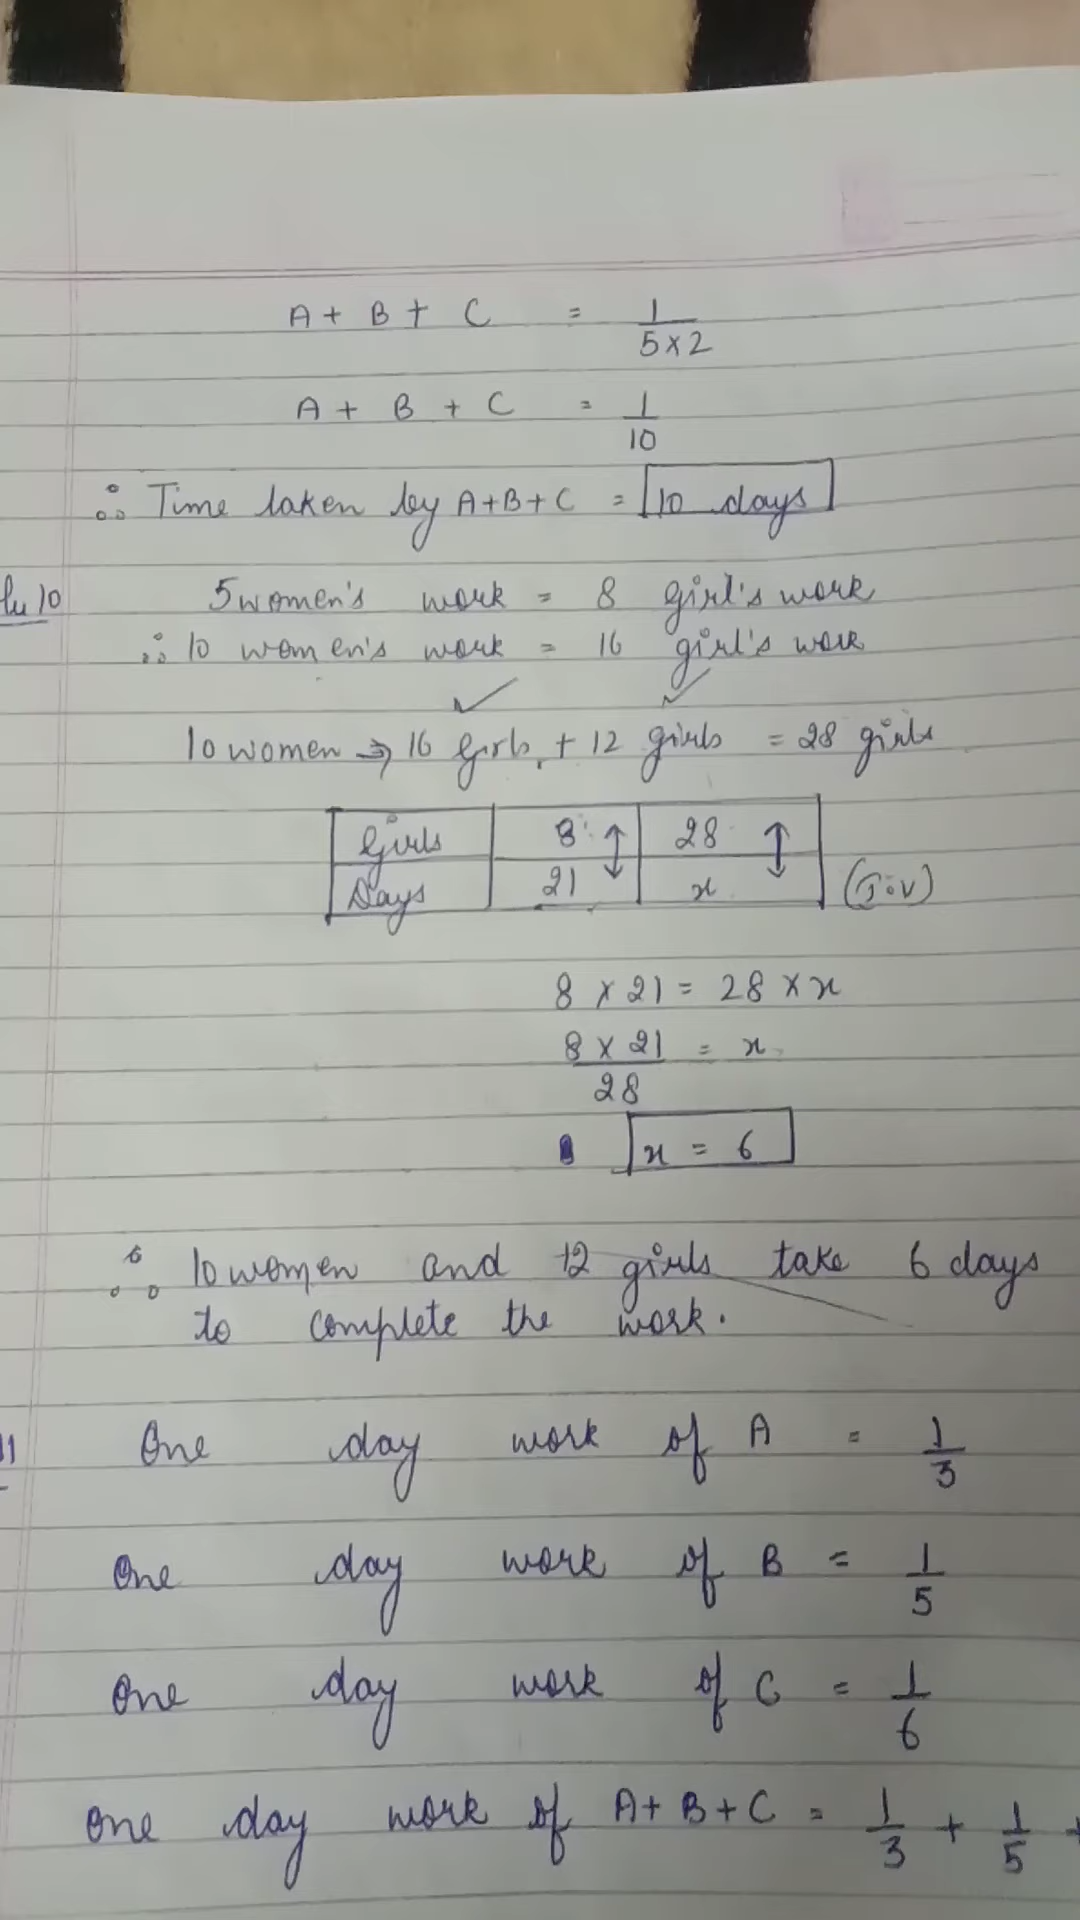 A + B + C = 1/(5×2)
A + B + C = 1/10
∴ Time taken by A+B+C = 10 days
10 5 women's work = 8 girl's work
∴ 10 women's work = 16 girl's work
10 women ⇒ 16 girls + 12 girls = 28 girls
Girls 8 ↕ 28 ↕
Days 21 x (I.V)
8 × 21 = 28 × x
(8 × 21)/28 = x
x = 6
∴ 10 women and 12 girls take 6 days
to complete the work.
11 One day work of A = 1/3
One day work of B = 1/5
One day work of C = 1/6
One day work of A+B+C = 1/3 + 1/5 +